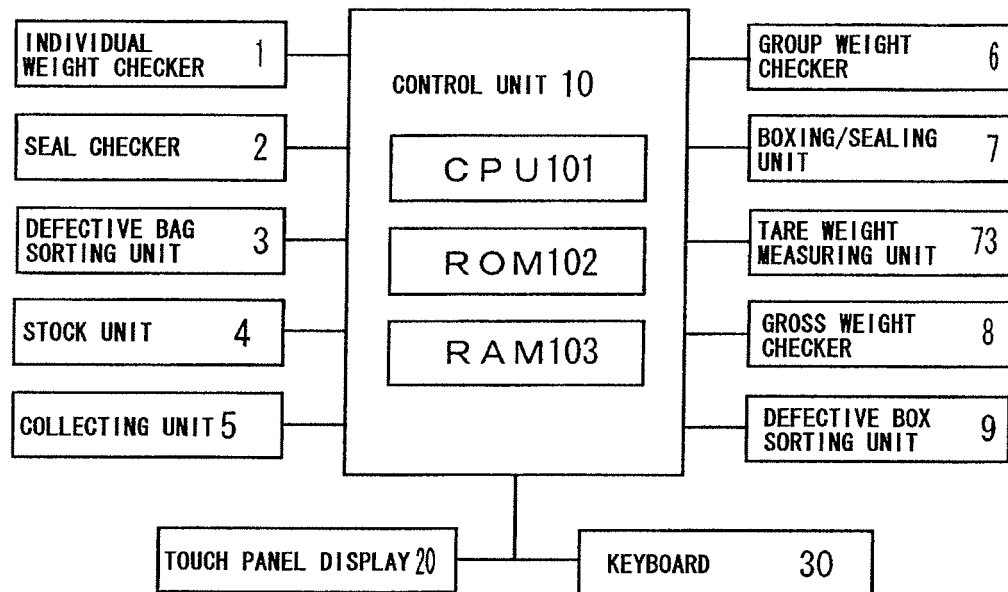 INDIVIDUAL
WEIGHT CHECKER 1
SEAL CHECKER 2
DEFECTIVE BAG
SORTING UNIT 3
STOCK UNIT 4
COLLECTING UNIT 5
CONTROL UNIT 10
CPU101
ROM102
RAM103
GROUP WEIGHT
CHECKER 6
BOXING/SEALING
UNIT 7
TARE WEIGHT
MEASURING UNIT 73
GROSS WEIGHT
CHECKER 8
DEFECTIVE BOX
SORTING UNIT 9
TOUCH PANEL DISPLAY 20
KEYBOARD 30